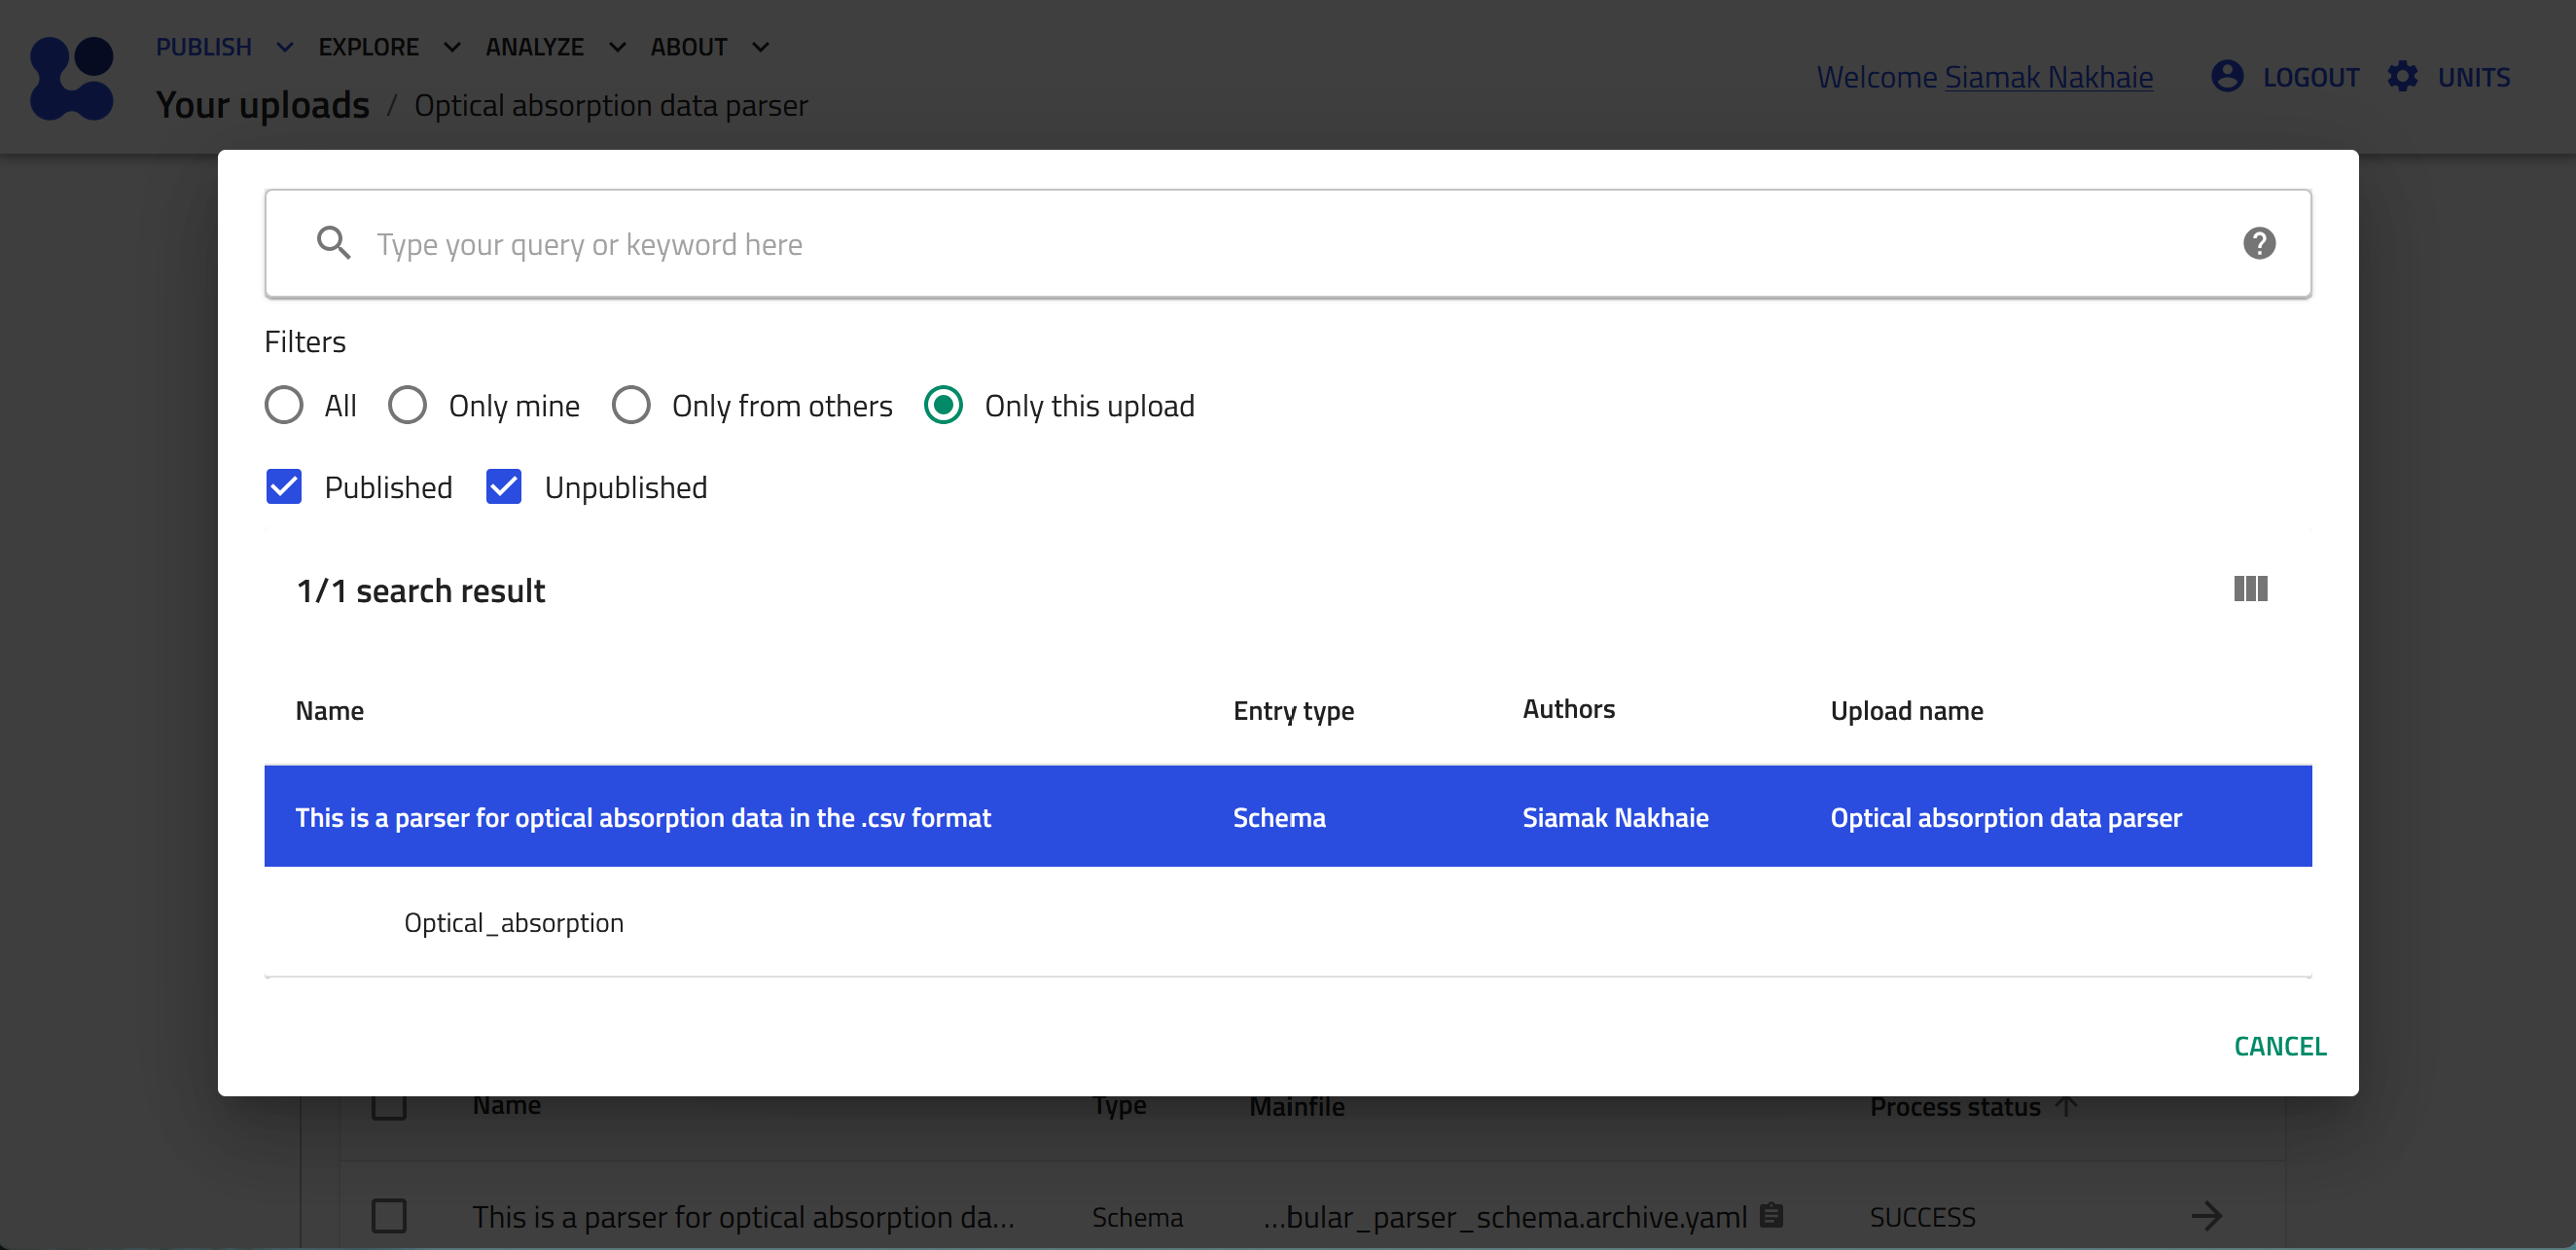 PUBLISH EXPLORE ANALYZE ABOUT
Your uploads / Optical absorption data parser
Welcome Siamak Nakhaie LOGOUT UNITS
Type your query or keyword here
Filters
All Only mine Only from others Only this upload
Published Unpublished
1/1 search result
Name Entry type Authors Upload name
This is a parser for optical absorption data in the .csv format Schema Siamak Nakhaie Optical absorption data parser
Optical_absorption
CANCEL
Name Type Mainfile Process status
This is a parser for optical absorption da... Schema ...bular_parser_schema.archive.yaml SUCCESS